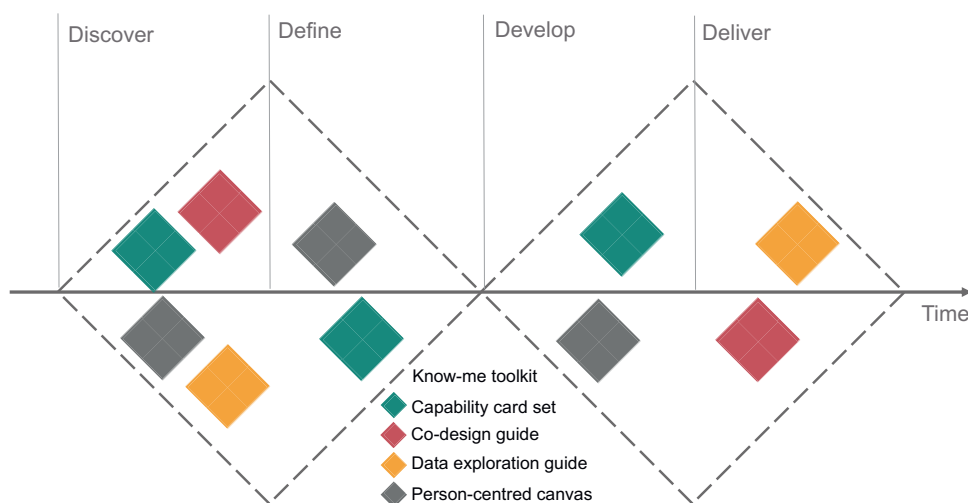 Discover
Define
Develop
Deliver
Time
Know-me toolkit
Capability card set
Co-design guide
Data exploration guide
Person-centred canvas